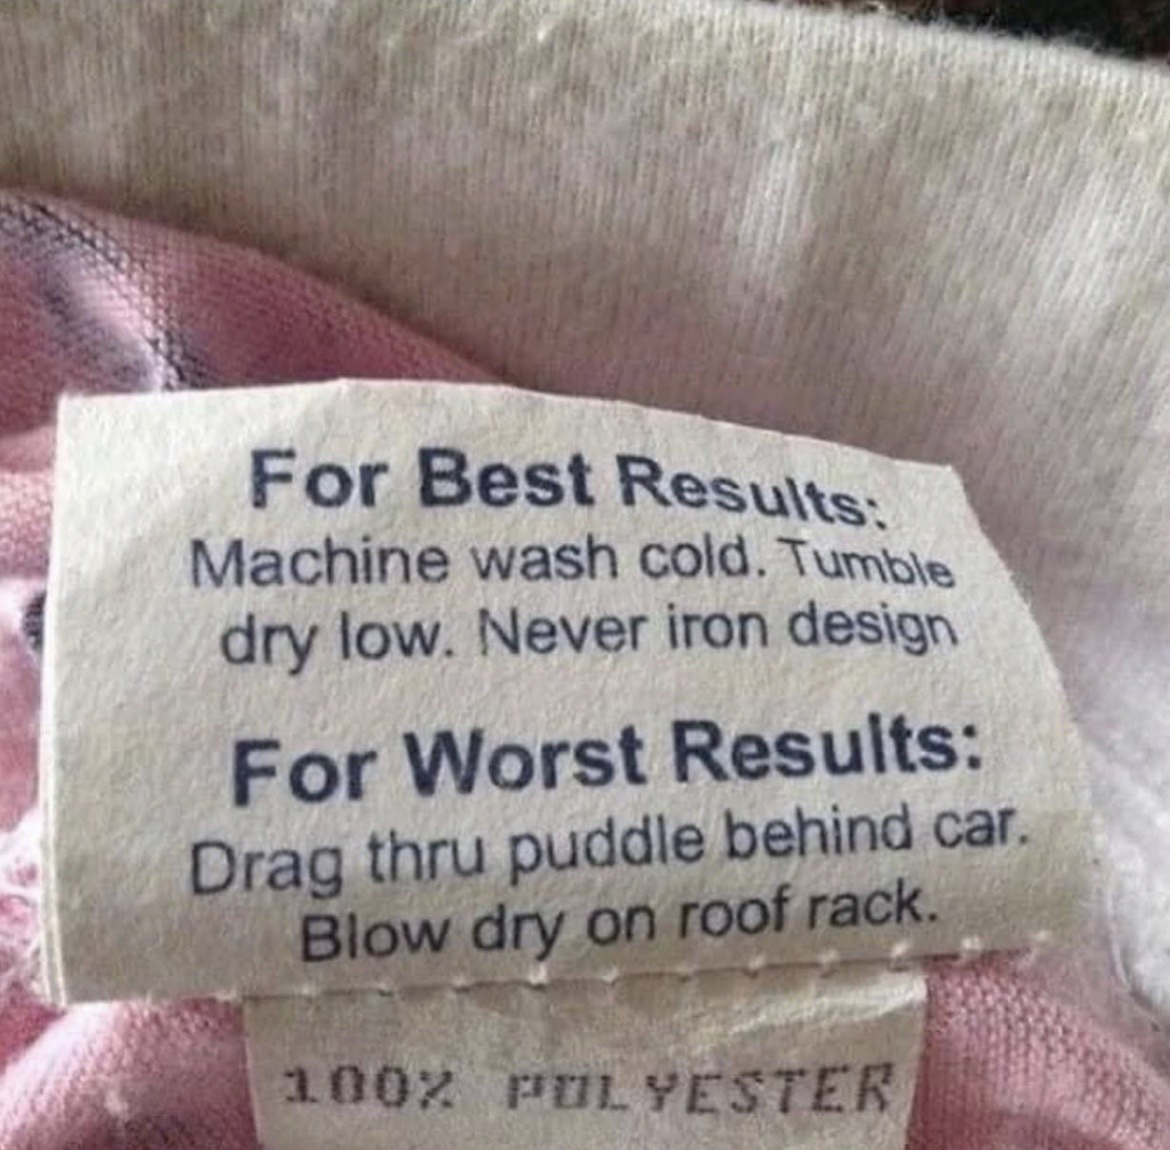 For Best Results:
Machine wash cold. Tumble
dry low. Never iron design
For Worst Results:
Drag thru puddle behind car.
Blow dry on roof rack.
100% POLYESTER